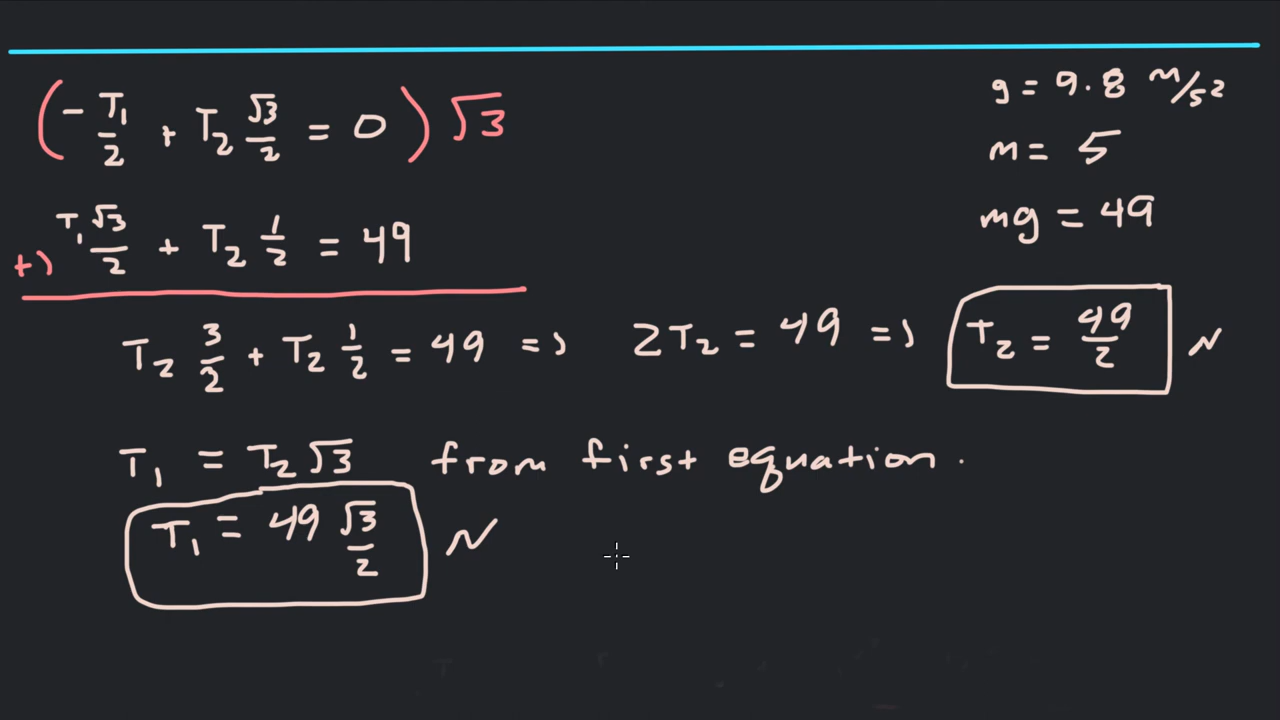 (-T₁/2 + T₂ √3/2 = 0) √3
g = 9.8 m/s²
m = 5
+) T₁ √3/2 + T₂ 1/2 = 49
mg = 49
T₂ 3/2 + T₂ 1/2 = 49 => 2T₂ = 49 => T₂ = 49/2 N
T₁ = T₂√3 from first equation.
T₁ = 49 √3/2 N